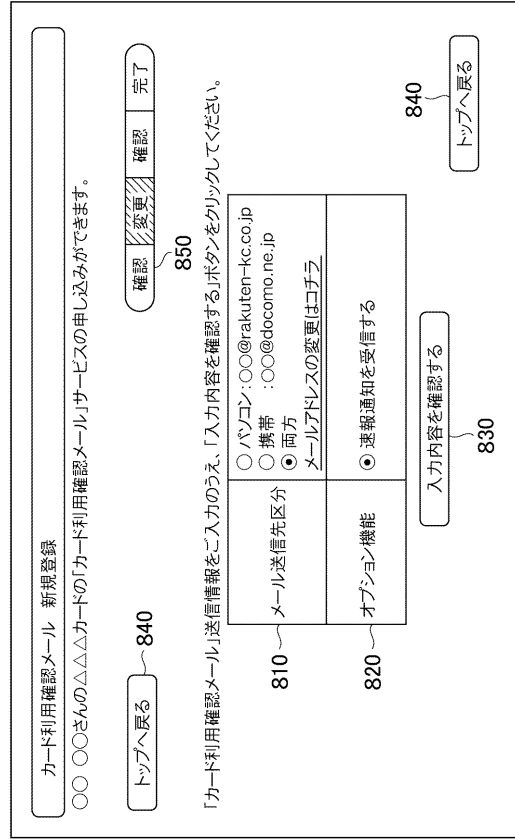 カード利用確認メール 新規登録
○○ ○○さんの△△△カードの「カード利用確認メール」サービスの申し込みができます。
トップへ戻る 840
確認 変更 確認 完了
850
「カード利用確認メール」送信情報をご入力のうえ、「入力内容を確認する」ボタンをクリックしてください。
810 メール送信先区分
○パソコン:○○@rakuten-kc.co.jp
○携帯 :○○@docomo.ne.jp
◉両方
メールアドレスの変更はコチラ
820 オプション機能
◉速報通知を受信する
入力内容を確認する
830
840
トップへ戻る